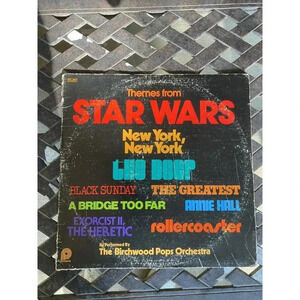 Themes from
STAR WARS
New York,
New York
the Deep
BLACK SUNDAY THE GREATEST
A BRIDGE TOO FAR ANNIE HALL
EXORCIST II,
THE HERETIC rollercoaster
As Performed By
The Birchwood Pops Orchestra